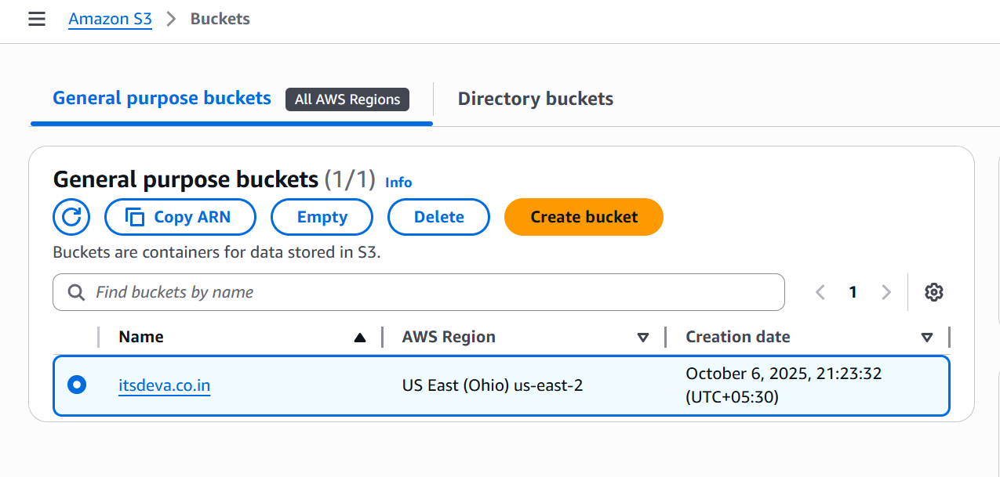 Amazon S3 > Buckets
General purpose buckets All AWS Regions Directory buckets
General purpose buckets (1/1) Info
Copy ARN Empty Delete Create bucket
Buckets are containers for data stored in S3.
Find buckets by name 1
Name AWS Region Creation date
itsdeva.co.in US East (Ohio) us-east-2 October 6, 2025, 21:23:32
(UTC+05:30)